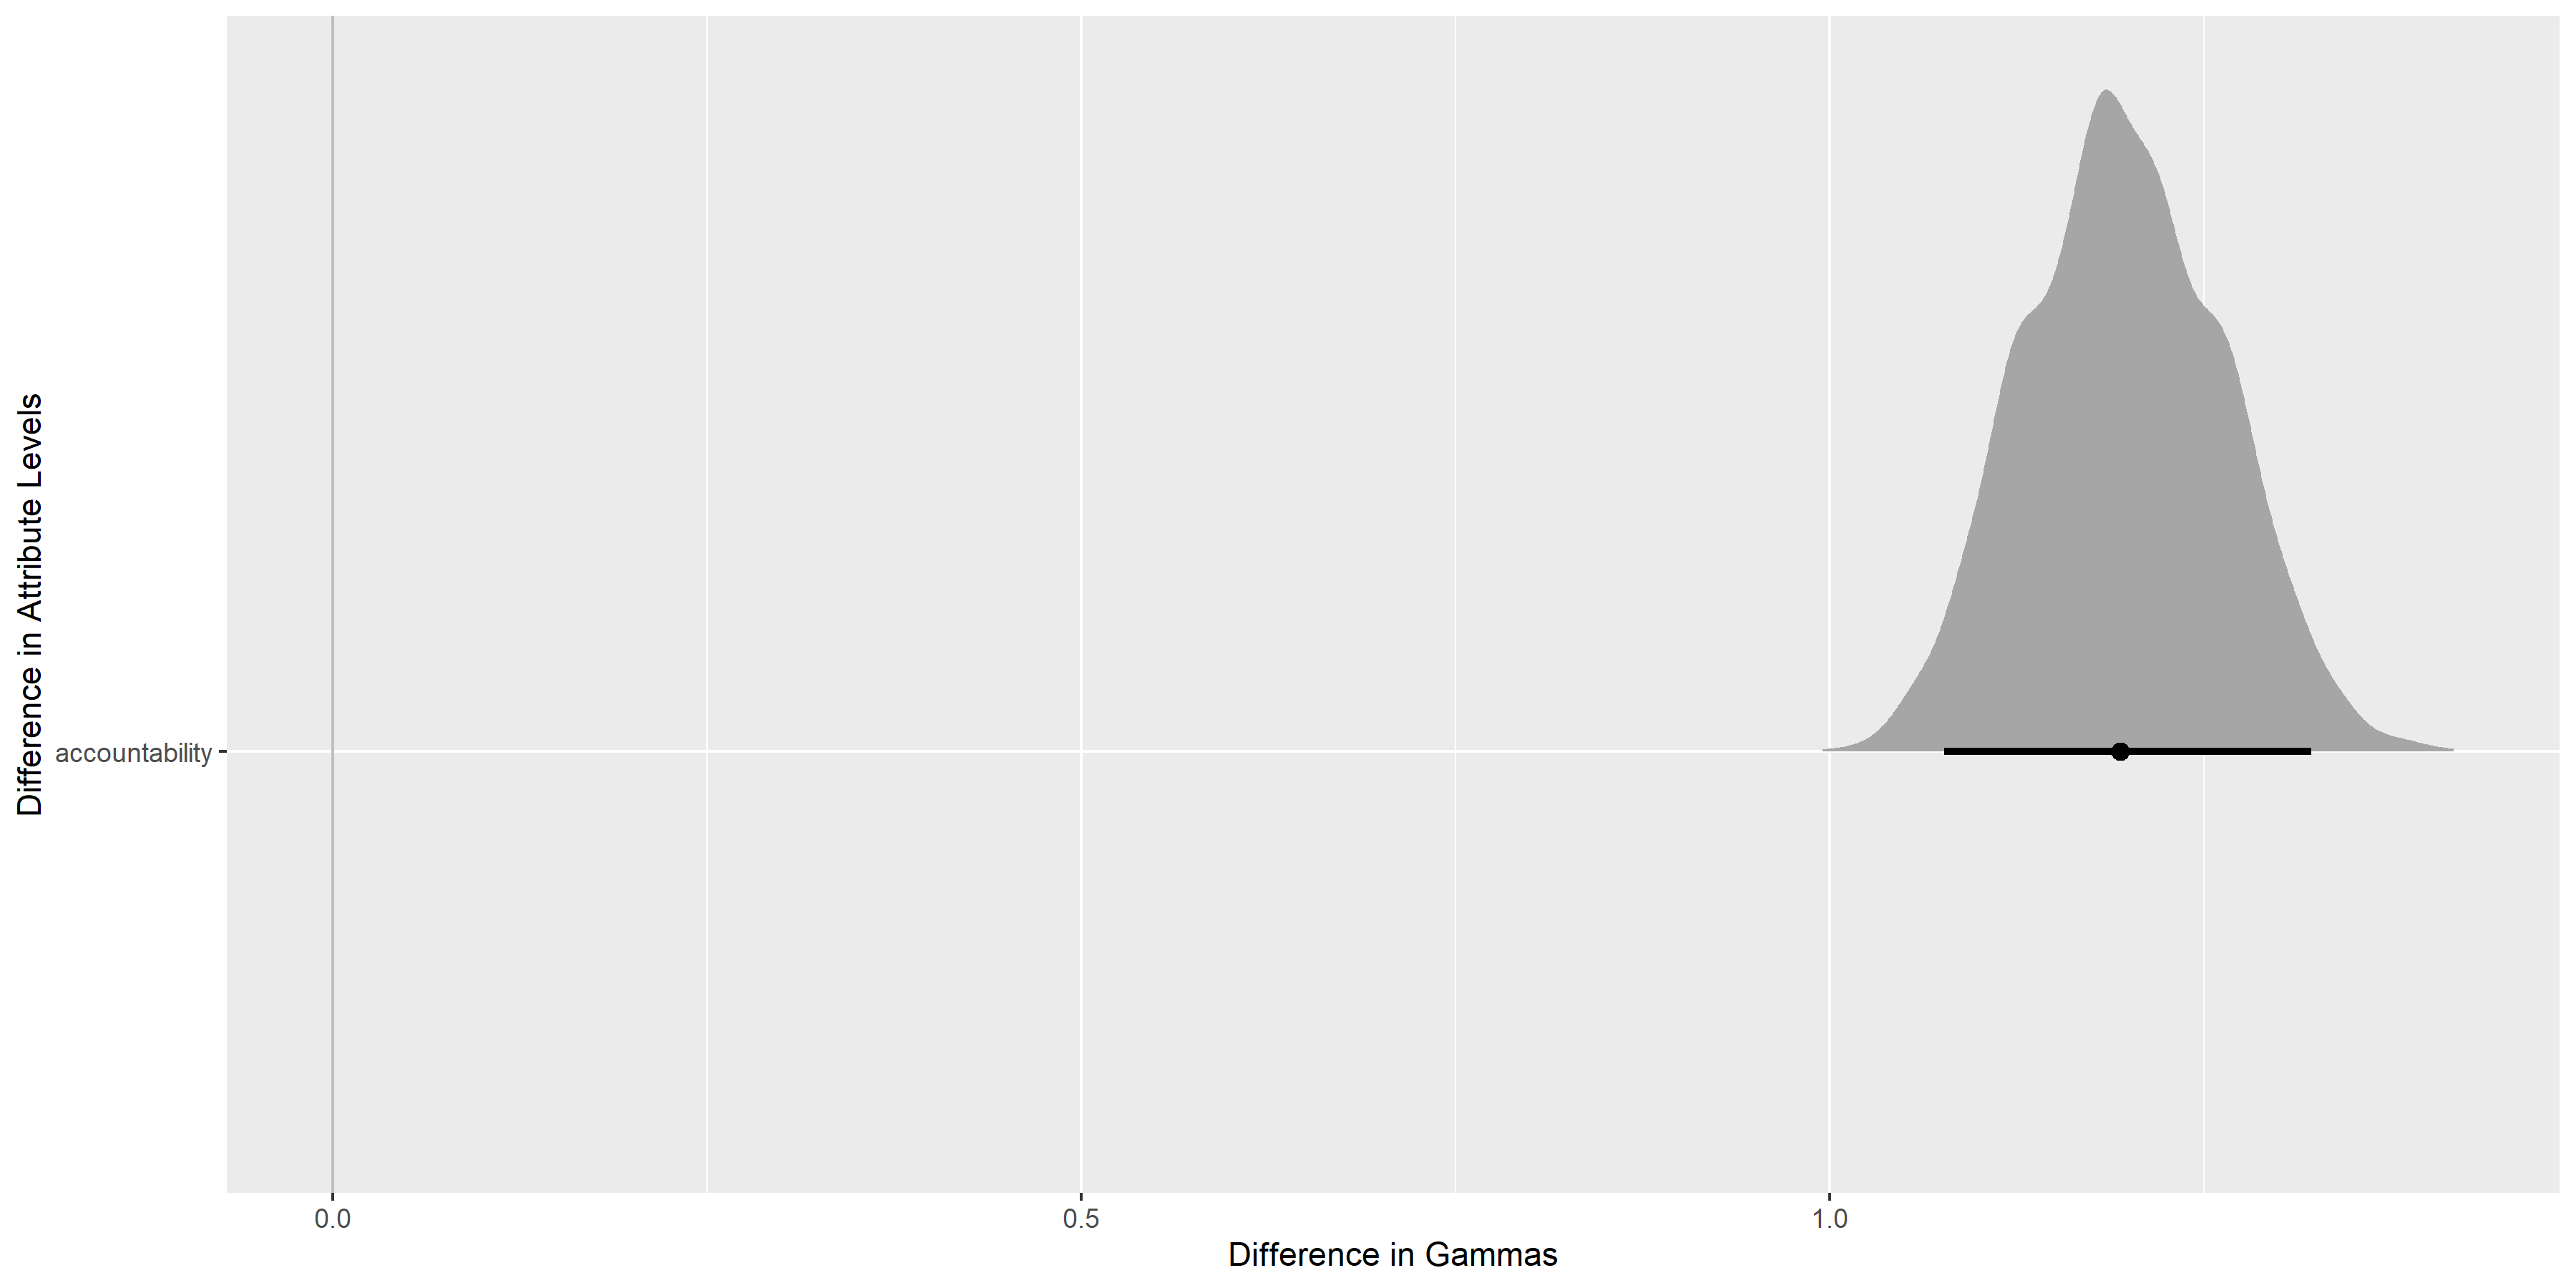 Difference in Attribute Levels
accountability
0.0
0.5
1.0
Difference in Gammas